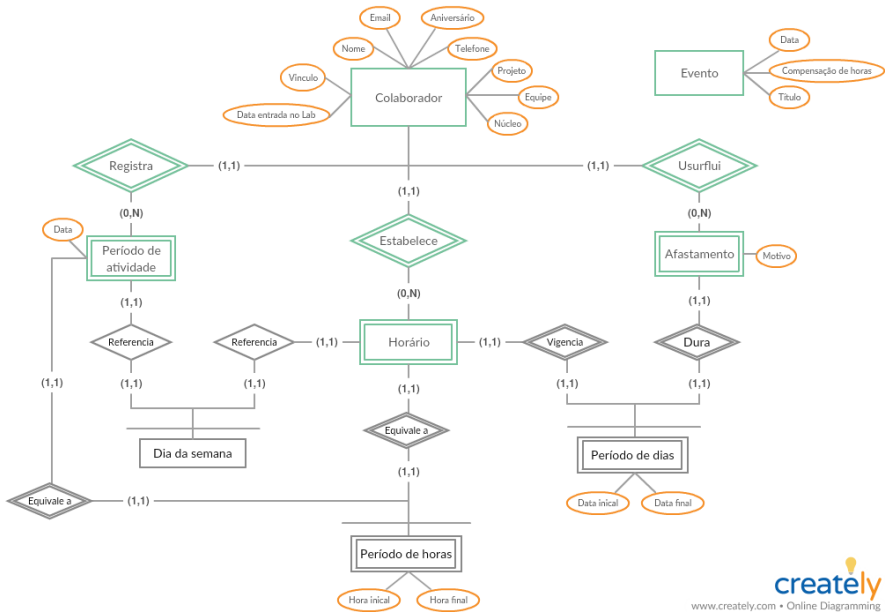 Email
Aniversário
Nome
Telefone
Data
Vinculo
Projeto
Evento
Compensação de horas
Colaborador
Equipe
Título
Data entrada no Lab
Núcleo
Registra
(1,1)
(1,1)
Usurflui
(1,1)
(0,N)
(0,N)
Data
Estabelece
Período de
atividade
Afastamento
Motivo
(0,N)
(1,1)
(1,1)
Referencia
Referencia
(1,1)
Horário
(1,1)
Vigencia
Dura
(1,1)
(1,1)
(1,1)
(1,1)
(1,1)
(1,1)
Equivale a
Dia da semana
Período de dias
(1,1)
Equivale a
(1,1)
Data inical
Data final
Período de horas
Hora inical
Hora final
creately
www.creately.com • Online Diagramming